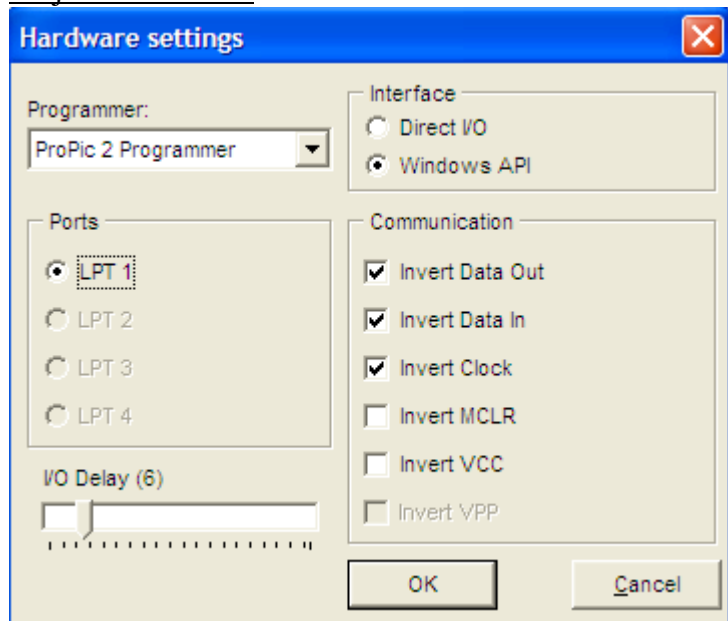 Hardware settings
Programmer:
ProPic 2 Programmer
Interface
Direct I/O
Windows API
Ports
LPT 1
LPT 2
LPT 3
LPT 4
Communication
Invert Data Out
Invert Data In
Invert Clock
Invert MCLR
Invert VCC
Invert VPP
I/O Delay (6)
OK
Cancel